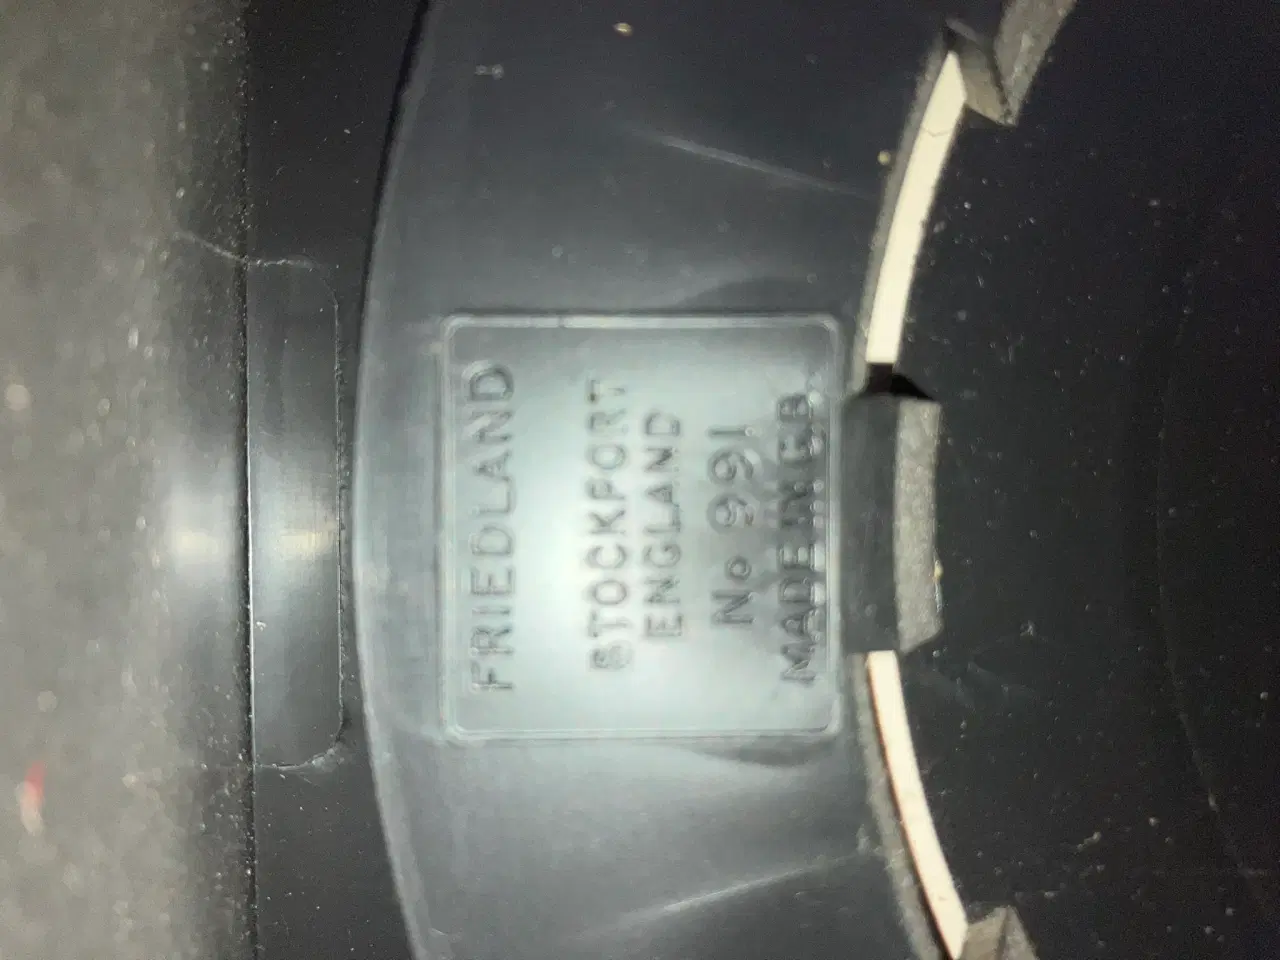 FRIEDLAND
STOCKPORT
ENGLAND
No 991
MADE IN G.B.